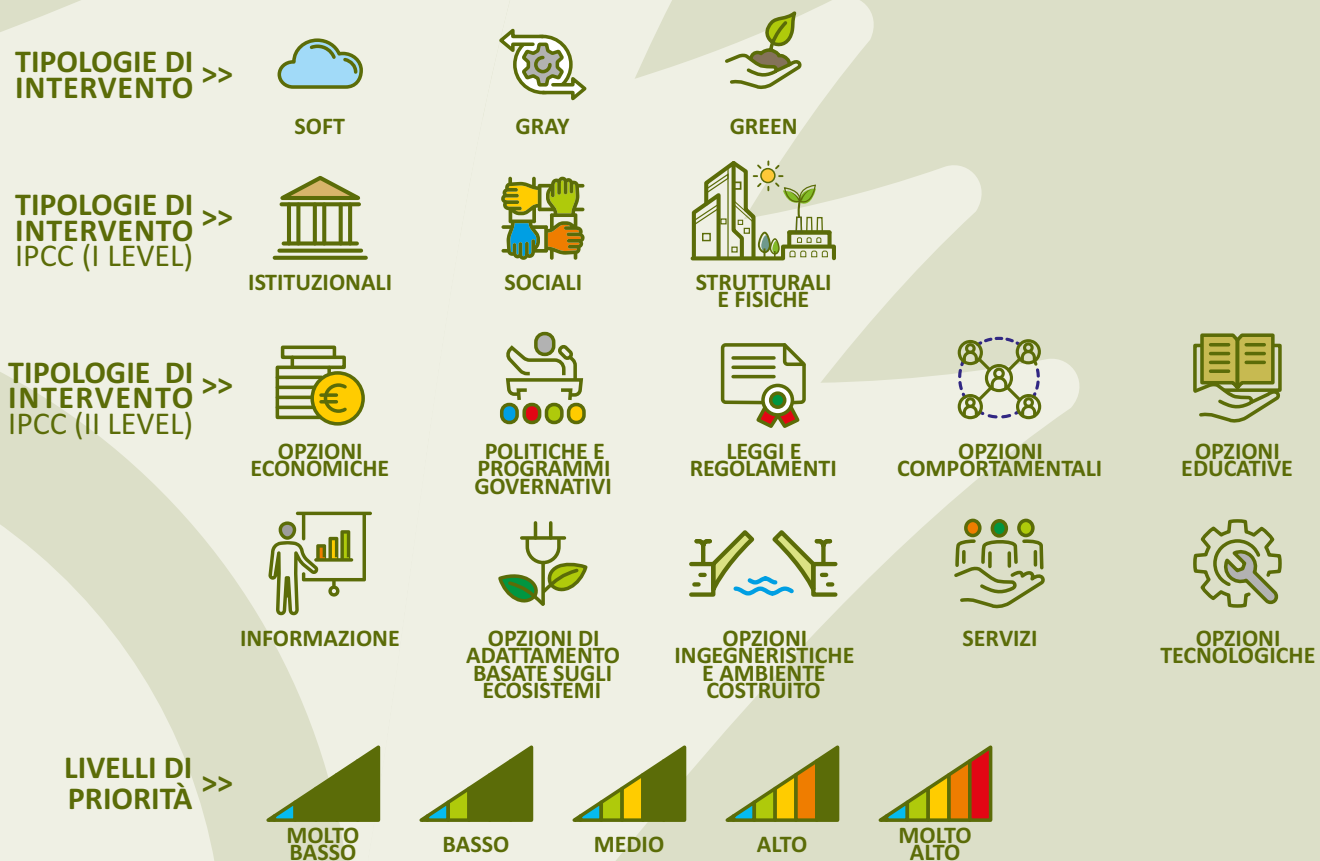 TIPOLOGIE DI
INTERVENTO >>
SOFT
GRAY
GREEN
TIPOLOGIE DI
INTERVENTO >>
IPCC (I LEVEL)
ISTITUZIONALI
SOCIALI
STRUTTURALI
E FISICHE
TIPOLOGIE DI
INTERVENTO >>
IPCC (II LEVEL)
OPZIONI
ECONOMICHE
POLITICHE E
PROGRAMMI
GOVERNATIVI
LEGGI E
REGOLAMENTI
OPZIONI
COMPORTAMENTALI
OPZIONI
EDUCATIVE
INFORMAZIONE
OPZIONI DI
ADATTAMENTO
BASATE SUGLI
ECOSISTEMI
OPZIONI
INGEGNERISTICHE
E AMBIENTE
COSTRUITO
SERVIZI
OPZIONI
TECNOLOGICHE
LIVELLI DI
PRIORITÀ >>
MOLTO
BASSO
BASSO
MEDIO
ALTO
MOLTO
ALTO